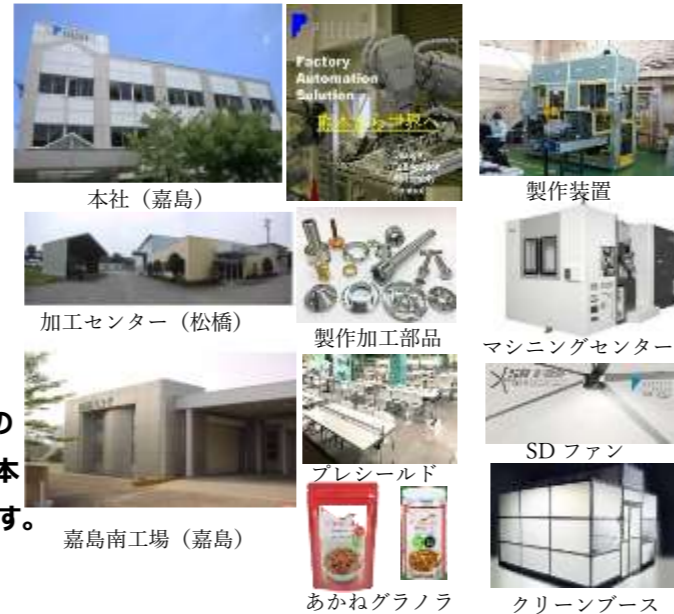 Factory
Automation
Solution
本社（嘉島）
製作装置
加工センター（松橋）
製作加工部品
マシニングセンター
の
本
す。
嘉島南工場（嘉島）
プレシールド
SD ファン
あかねグラノラ
クリーンブース